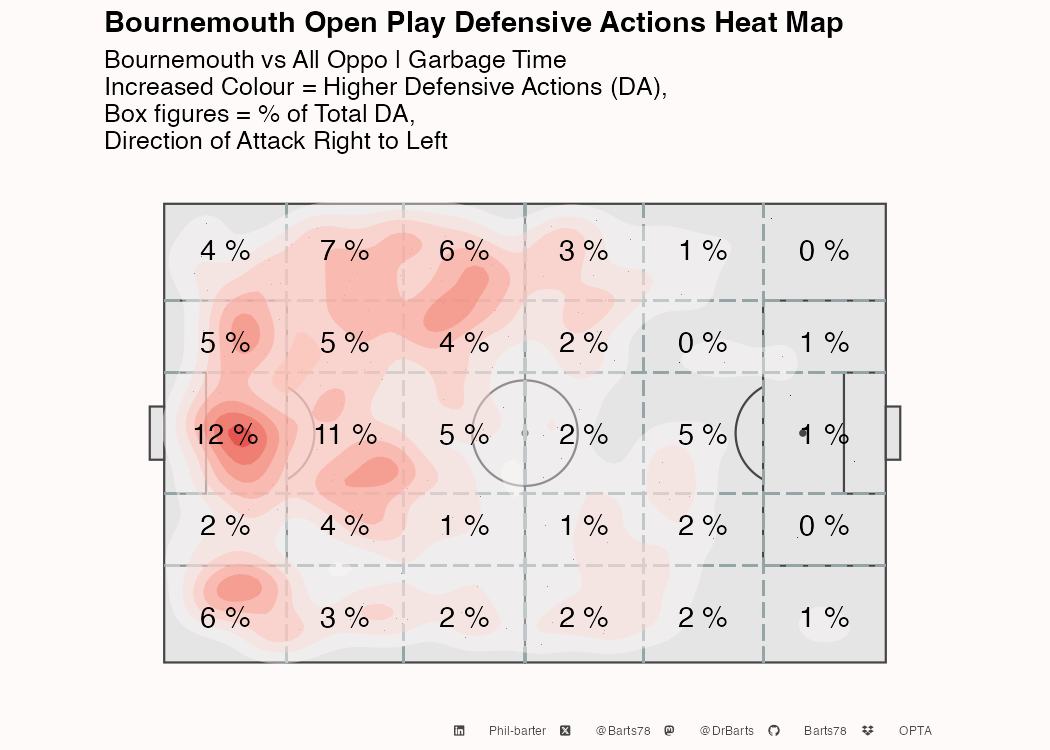 Bournemouth Open Play Defensive Actions Heat Map
Bournemouth vs All Oppo | Garbage Time
Increased Colour = Higher Defensive Actions (DA),
Box figures = % of Total DA,
Direction of Attack Right to Left
4 % 7 % 6 % 3 % 1 % 0 %
5 % 5 % 4 % 2 % 0 % 1 %
12 % 11 % 5 % 2 % 5 % 1 %
2 % 4 % 1 % 1 % 2 % 0 %
6 % 3 % 2 % 2 % 2 % 1 %
Phil-barter @Barts78 @DrBarts Barts78 OPTA